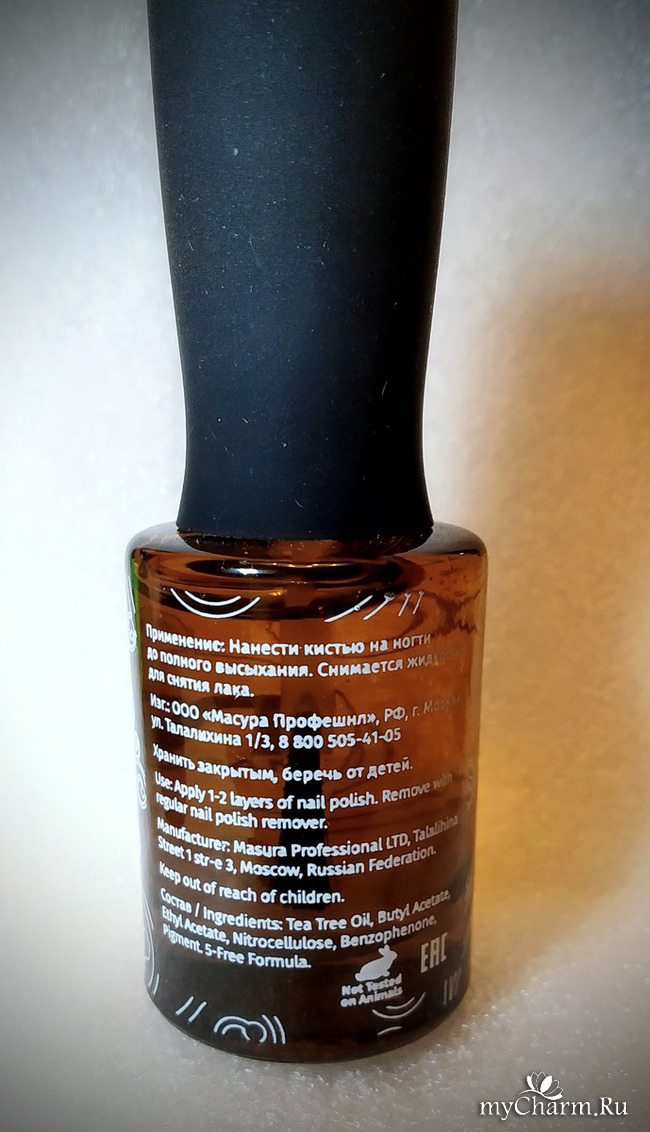 Применение: Нанести кистью на ногти
до полного высыхания. Снимается
для снятия лака.
Изг.: ООО «Масура Профешнл», РФ, г. Москва
ул. Талалихина 1/3, 8 800 505-41-05
Хранить закрытым, беречь от детей.
Use: Apply 1-2 layers of nail polish. Remove with
regular nail polish remover.
Manufacturer: Masura Professional LTD, Talalihina
Street 1 str-e 3, Moscow, Russian Federation.
Keep out of reach of children.
Состав / Ingredients: Tea Tree Oil, Butyl Acetate,
Ethyl Acetate, Nitrocellulose, Benzophenone,
Pigment. 5-Free Formula.
Not Tested
on Animals
EAC
myCharm.Ru